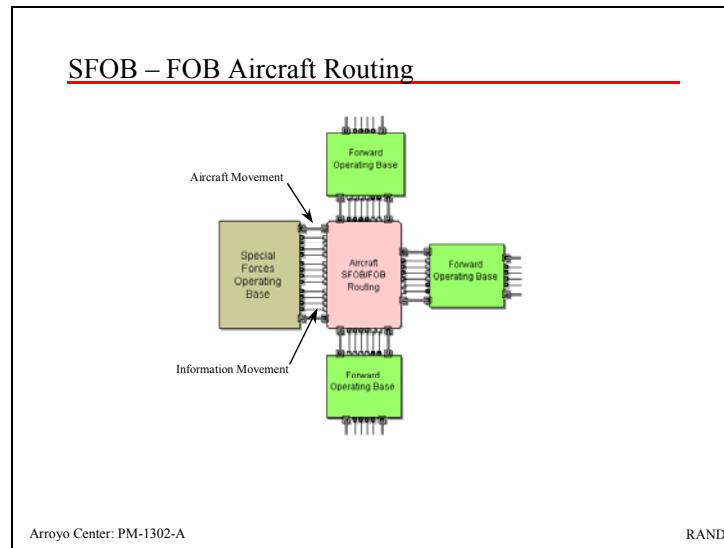 SFOB – FOB Aircraft Routing
Forward
Operating Base
Aircraft Movement
Special
Forces
Operating
Base
Aircraft
SFOB/FOB
Routing
Forward
Operating Base
Information Movement
Forward
Operating Base
Arroyo Center: PM-1302-A
RAND